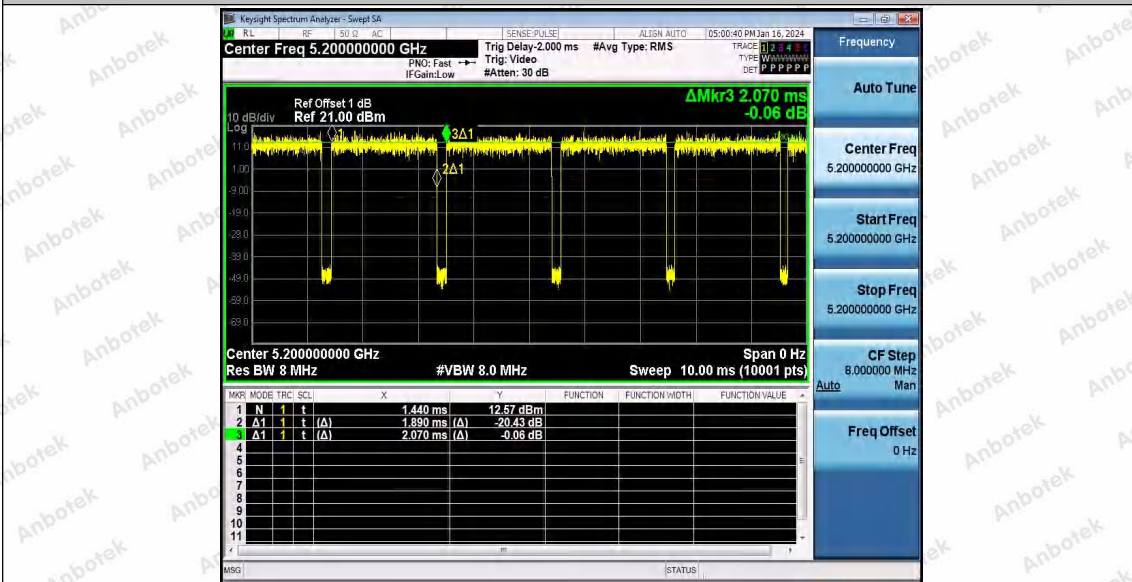 Keysight Spectrum Analyzer - Swept SA
RL RF 50 Ω AC SENSE:PULSE ALIGN AUTO 05:00:40 PM Jan 16, 2024
Center Freq 5.200000000 GHz
PNO: Fast
IFGain:Low
Trig Delay-2.000 ms
Trig: Video
#Atten: 30 dB
#Avg Type: RMS
TRACE 1 2 3 4 5 6
TYPE WWWWWW
DET P P P P P P
ΔMkr3 2.070 ms
-0.06 dB
Ref Offset 1 dB
10 dB/div Ref 21.00 dBm
Log
11.0
1.00
-9.00
-19.0
-29.0
-39.0
-49.0
-59.0
-69.0
1
3Δ1
2Δ1
Center 5.200000000 GHz Span 0 Hz
Res BW 8 MHz #VBW 8.0 MHz Sweep 10.00 ms (10001 pts)
MKR MODE TRC SCL X Y FUNCTION FUNCTION WIDTH FUNCTION VALUE
1 N 1 t 1.440 ms 12.57 dBm
2 Δ1 1 t (Δ) 1.890 ms (Δ) -20.43 dB
3 Δ1 1 t (Δ) 2.070 ms (Δ) -0.06 dB
4
5
6
7
8
9
10
11
MSG STATUS
Frequency
Auto Tune
Center Freq
5.200000000 GHz
Start Freq
5.200000000 GHz
Stop Freq
5.200000000 GHz
CF Step
8.000000 MHz
Auto Man
Freq Offset
0 Hz
Anbotek